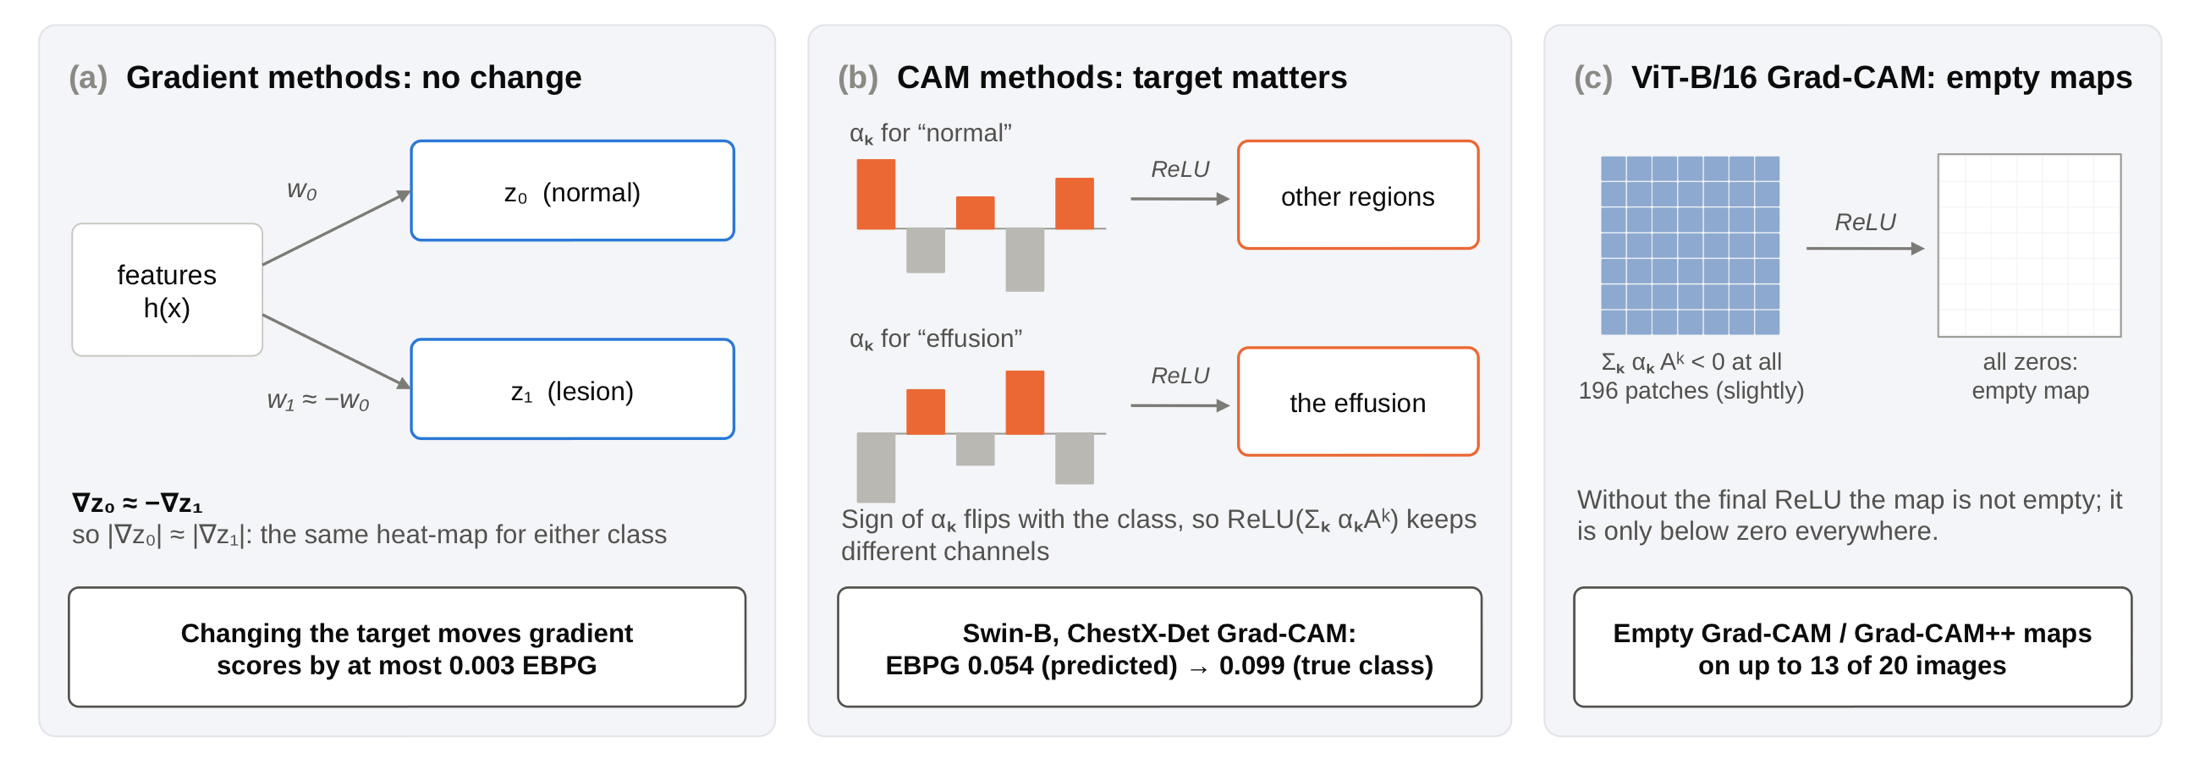 (a) Gradient methods: no change
w₀
z₀ (normal)
features
h(x)
z₁ (lesion)
w₁ ≈ −w₀
∇z₀ ≈ −∇z₁
so |∇z₀| ≈ |∇z₁|: the same heat-map for either class
Changing the target moves gradient
scores by at most 0.003 EBPG
(b) CAM methods: target matters
αₖ for “normal”
ReLU
other regions
αₖ for “effusion”
ReLU
the effusion
Sign of αₖ flips with the class, so ReLU(Σₖ αₖAᵏ) keeps
different channels
Swin-B, ChestX-Det Grad-CAM:
EBPG 0.054 (predicted) → 0.099 (true class)
(c) ViT-B/16 Grad-CAM: empty maps
ReLU
Σₖ αₖ Aᵏ < 0 at all
196 patches (slightly)
all zeros:
empty map
Without the final ReLU the map is not empty; it
is only below zero everywhere.
Empty Grad-CAM / Grad-CAM++ maps
on up to 13 of 20 images